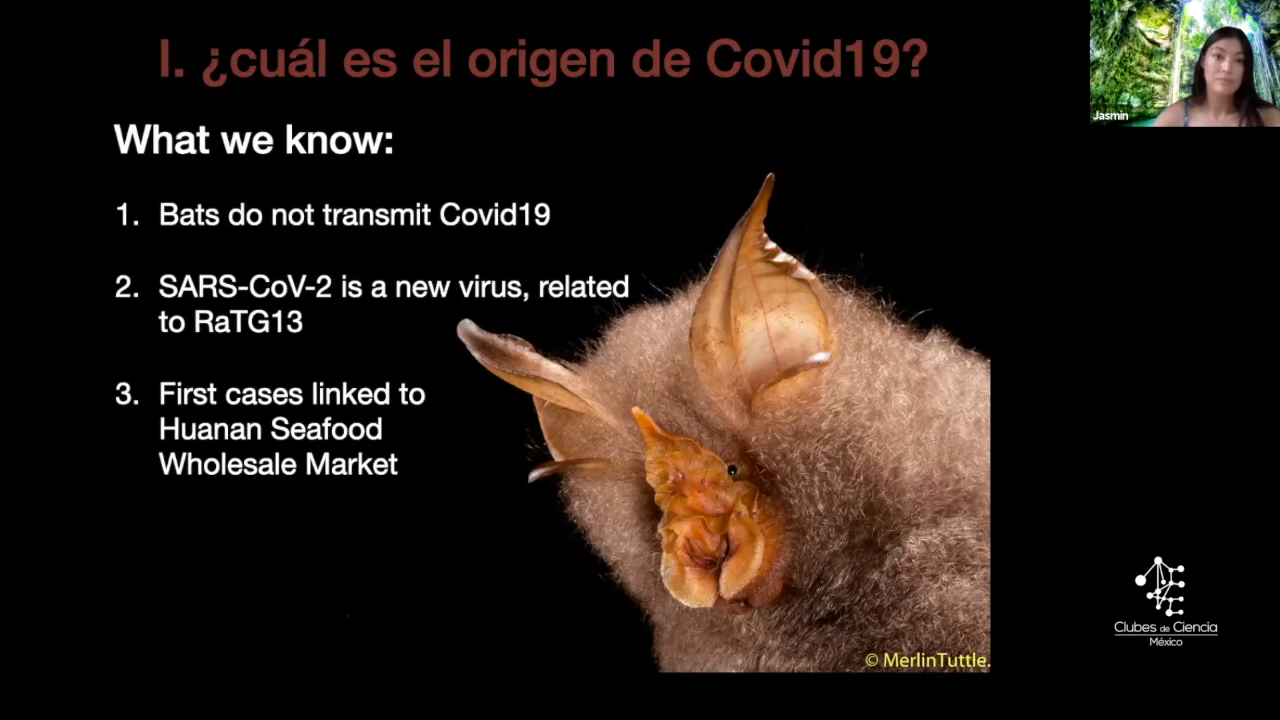 I. ¿cuál es el origen de Covid19?
Jasmin
What we know:
1. Bats do not transmit Covid19
2. SARS-CoV-2 is a new virus, related
to RaTG13
3. First cases linked to
Huanan Seafood
Wholesale Market
Clubes de Ciencia
México
© MerlinTuttle.